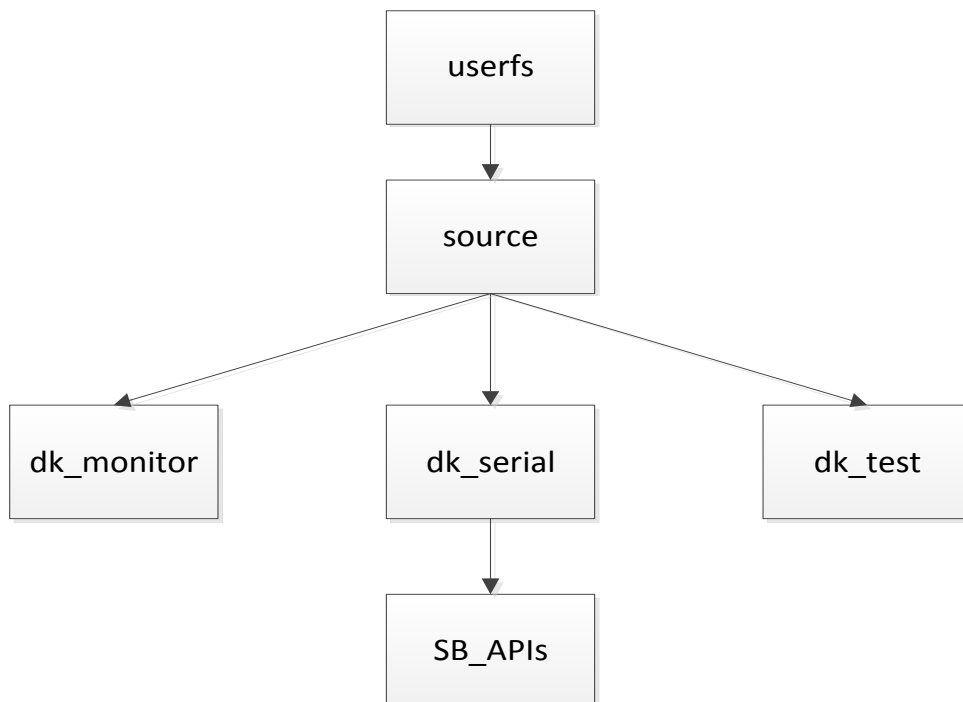 userfs
source
dk_monitor
dk_serial
dk_test
SB_APIs